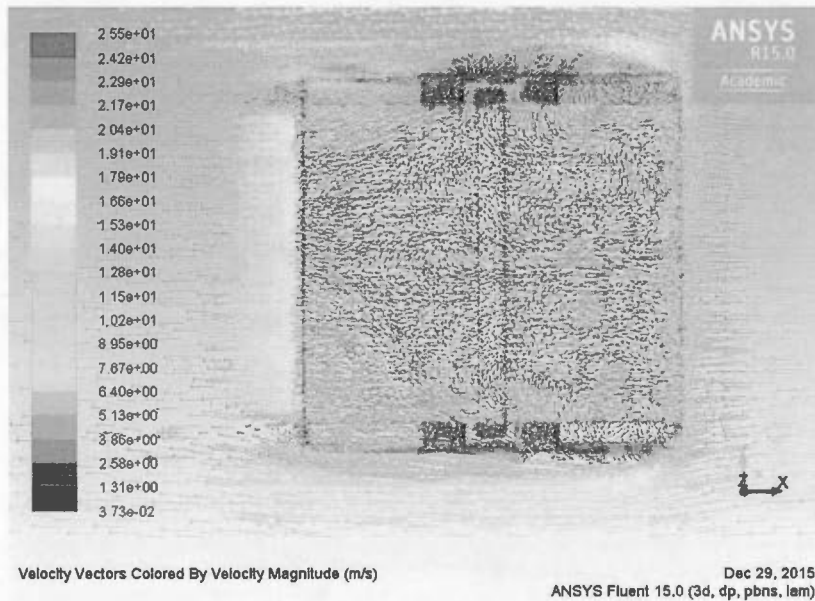 2.55e+01
2.42e+01
2.29e+01
2.17e+01
2.04e+01
1.91e+01
1.79e+01
1.66e+01
1.53e+01
1.40e+01
1.28e+01
1.15e+01
1.02e+01
8.95e+00
7.67e+00
6.40e+00
5.13e+00
3.86e+00
2.58e+00
1.31e+00
3.73e-02
ANSYS
R15.0
Academic
Z X
Velocity Vectors Colored By Velocity Magnitude (m/s)
Dec 29, 2015
ANSYS Fluent 15.0 (3d, dp, pbns, lam)